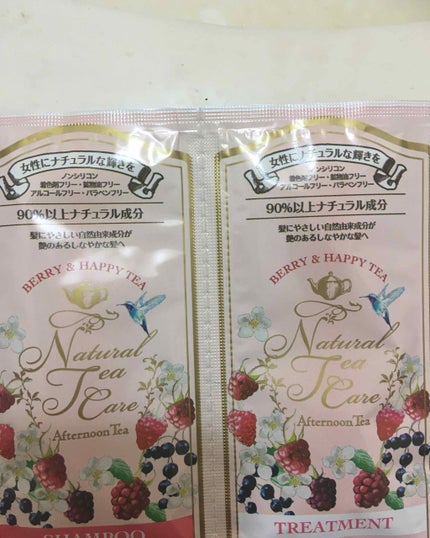 女性にナチュラルな輝きを
ノンシリコン
着色剤フリー・鉱物油フリー
アルコールフリー・パラベンフリー
90%以上ナチュラル成分
髪にやさしい自然由来成分が
艶のあるしなやかな髪へ
BERRY & HAPPY TEA
Natural
Tea
Care
Afternoon Tea
SHAMPOO
女性にナチュラルな輝きを
ノンシリコン
着色剤フリー・鉱物油フリー
アルコールフリー・パラベンフリー
90%以上ナチュラル成分
髪にやさしい自然由来成分が
艶のあるしなやかな髪へ
BERRY & HAPPY TEA
Natural
Tea
Care
Afternoon Tea
TREATMENT